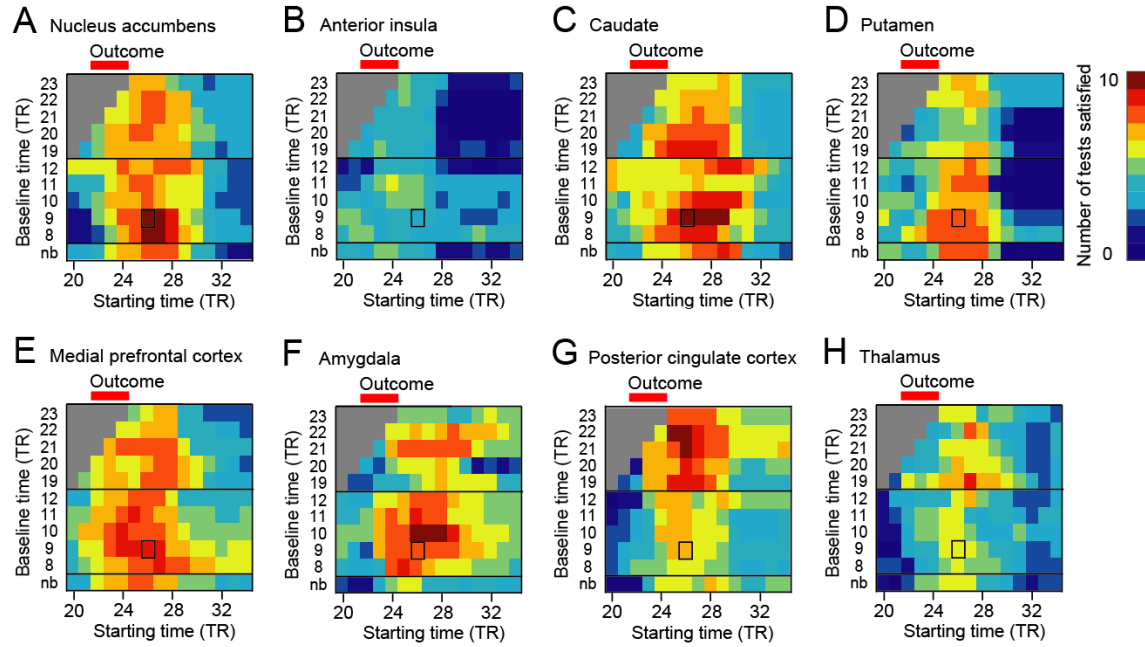 A Nucleus accumbens
Outcome
Baseline time (TR)
23
22
21
20
19
12
11
10
9
8
nb
20 24 28 32
Starting time (TR)
B Anterior insula
Outcome
Baseline time (TR)
23
22
21
20
19
12
11
10
9
8
nb
20 24 28 32
Starting time (TR)
C Caudate
Outcome
Baseline time (TR)
23
22
21
20
19
12
11
10
9
8
nb
20 24 28 32
Starting time (TR)
D Putamen
Outcome
Baseline time (TR)
23
22
21
20
19
12
11
10
9
8
nb
20 24 28 32
Starting time (TR)
Number of tests satisfied
10
0
E Medial prefrontal cortex
Outcome
Baseline time (TR)
23
22
21
20
19
12
11
10
9
8
nb
20 24 28 32
Starting time (TR)
F Amygdala
Outcome
Baseline time (TR)
23
22
21
20
19
12
11
10
9
8
nb
20 24 28 32
Starting time (TR)
G Posterior cingulate cortex
Outcome
Baseline time (TR)
23
22
21
20
19
12
11
10
9
8
nb
20 24 28 32
Starting time (TR)
H Thalamus
Outcome
Baseline time (TR)
23
22
21
20
19
12
11
10
9
8
nb
20 24 28 32
Starting time (TR)